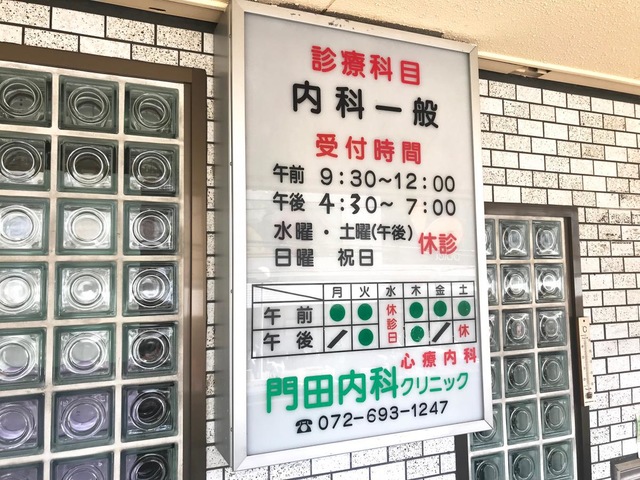 診療科目
内科一般
受付時間
午前 9:30~12:00
午後 4:30~7:00
水曜・土曜(午後) 休診
日曜 祝日
月 火 水 木 金 土
午前 ● ● 休診日 ● ● ●
午後 / ● ● / 休
心療内科
門田内科クリニック
☎072-693-1247